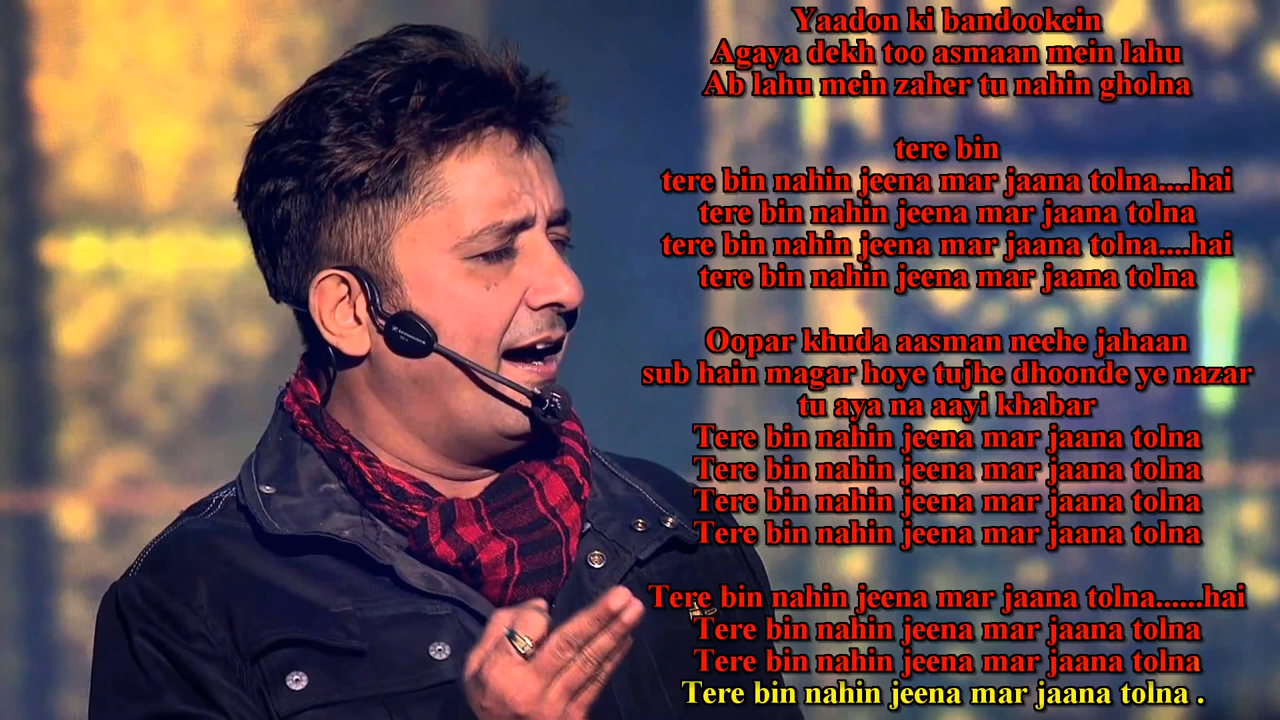 Yaadon ki bandookein
Agaya dekh too asmaan mein lahu
Ab lahu mein zaher tu nahin gholna
tere bin
tere bin nahin jeena mar jaana tolna....hai
tere bin nahin jeena mar jaana tolna
tere bin nahin jeena mar jaana tolna....hai
tere bin nahin jeena mar jaana tolna
Oopar khuda aasman neehe jahaan
sub hain magar hoye tujhe dhoonde ye nazar
tu aya na aayi khabar
Tere bin nahin jeena mar jaana tolna
Tere bin nahin jeena mar jaana tolna
Tere bin nahin jeena mar jaana tolna
Tere bin nahin jeena mar jaana tolna
Tere bin nahin jeena mar jaana tolna......hai
Tere bin nahin jeena mar jaana tolna
Tere bin nahin jeena mar jaana tolna
Tere bin nahin jeena mar jaana tolna .